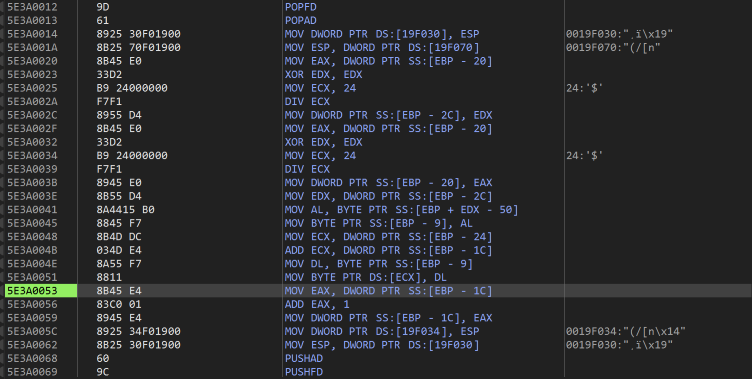 5E3A0012 9D POPFD
5E3A0013 61 POPAD
5E3A0014 8925 30F01900 MOV DWORD PTR DS:[19F030], ESP 0019F030:"¸ï\x19"
5E3A001A 8B25 70F01900 MOV ESP, DWORD PTR DS:[19F070] 0019F070:"(/[n"
5E3A0020 8B45 E0 MOV EAX, DWORD PTR SS:[EBP - 20]
5E3A0023 33D2 XOR EDX, EDX
5E3A0025 B9 24000000 MOV ECX, 24 24:'$'
5E3A002A F7F1 DIV ECX
5E3A002C 8955 D4 MOV DWORD PTR SS:[EBP - 2C], EDX
5E3A002F 8B45 E0 MOV EAX, DWORD PTR SS:[EBP - 20]
5E3A0032 33D2 XOR EDX, EDX
5E3A0034 B9 24000000 MOV ECX, 24 24:'$'
5E3A0039 F7F1 DIV ECX
5E3A003B 8945 E0 MOV DWORD PTR SS:[EBP - 20], EAX
5E3A003E 8B55 D4 MOV EDX, DWORD PTR SS:[EBP - 2C]
5E3A0041 8A4415 B0 MOV AL, BYTE PTR SS:[EBP + EDX - 50]
5E3A0045 8845 F7 MOV BYTE PTR SS:[EBP - 9], AL
5E3A0048 8B4D DC MOV ECX, DWORD PTR SS:[EBP - 24]
5E3A004B 034D E4 ADD ECX, DWORD PTR SS:[EBP - 1C]
5E3A004E 8A55 F7 MOV DL, BYTE PTR SS:[EBP - 9]
5E3A0051 8811 MOV BYTE PTR DS:[ECX], DL
5E3A0053 8B45 E4 MOV EAX, DWORD PTR SS:[EBP - 1C]
5E3A0056 83C0 01 ADD EAX, 1
5E3A0059 8945 E4 MOV DWORD PTR SS:[EBP - 1C], EAX
5E3A005C 8925 34F01900 MOV DWORD PTR DS:[19F034], ESP 0019F034:"(/[n\x14"
5E3A0062 8B25 30F01900 MOV ESP, DWORD PTR DS:[19F030] 0019F030:"¸ï\x19"
5E3A0068 60 PUSHAD
5E3A0069 9C PUSHFD